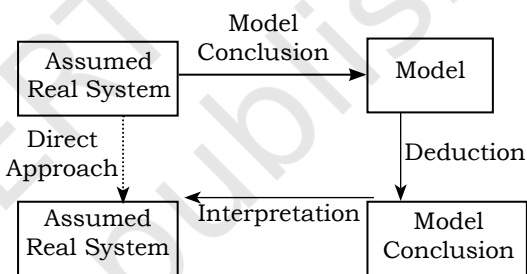 Model
Conclusion
Assumed
Real System
Model
Direct
Approach
Deduction
Assumed
Real System
Interpretation
Model
Conclusion